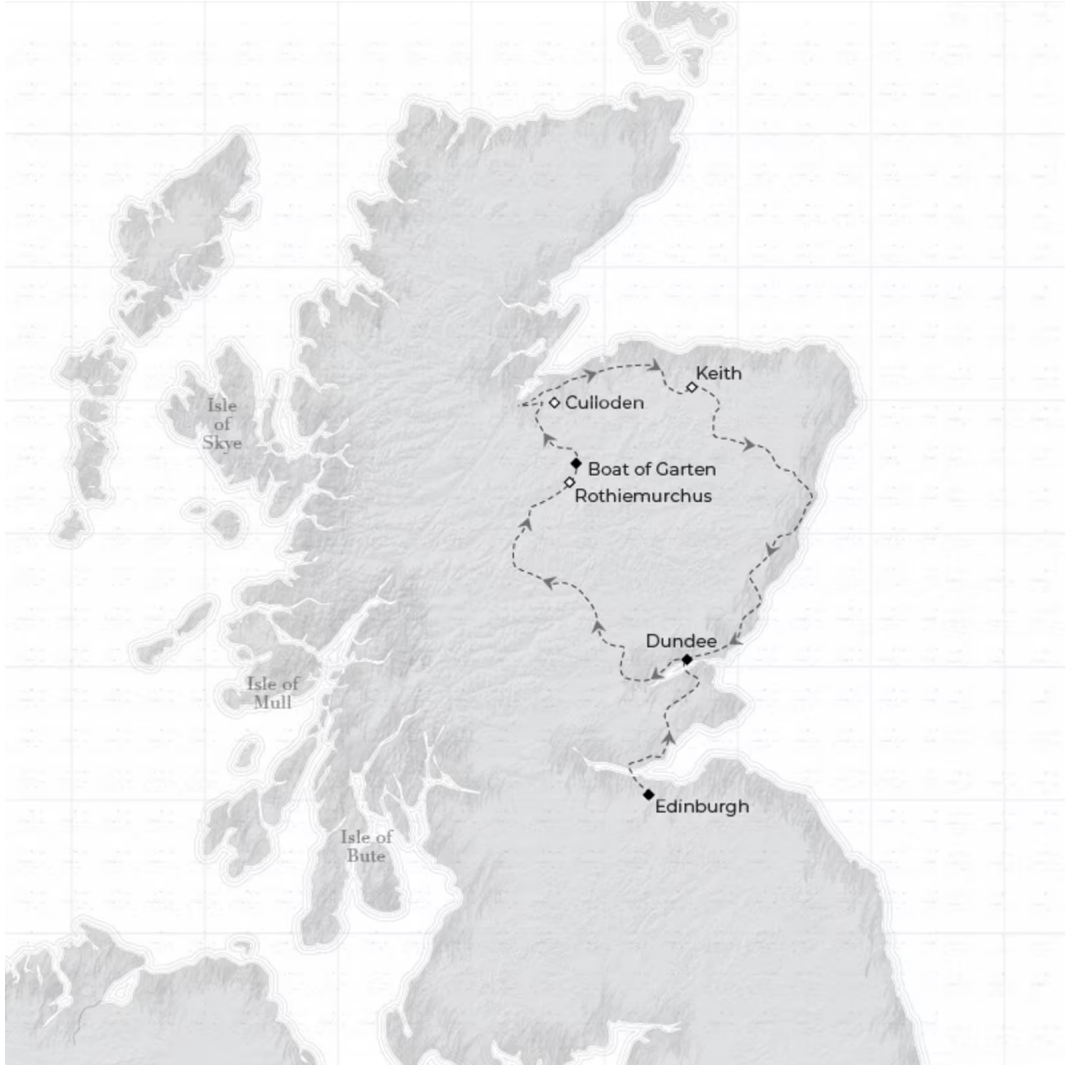 Keith
Isle
of
Skye
Culloden
Boat of Garten
Rothiemurchus
Dundee
Isle of
Mull
Edinburgh
Isle of
Bute